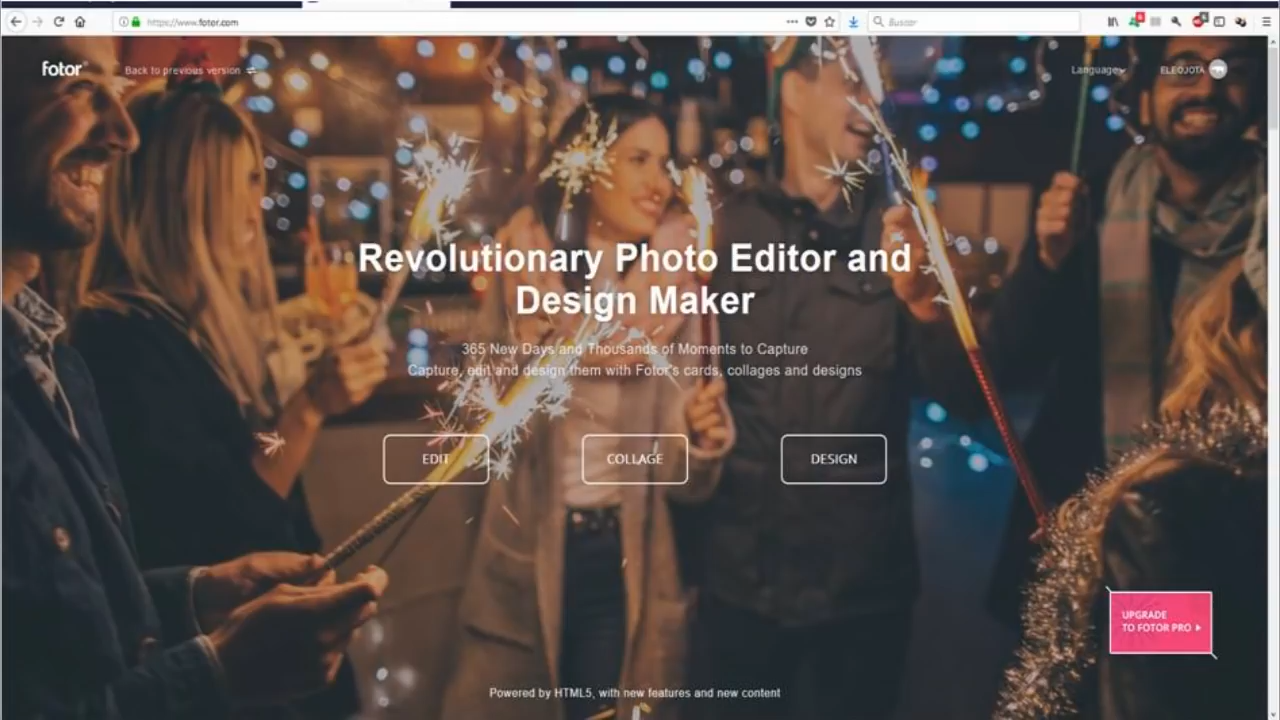 https://www.fotor.com
Buscar
fotor
Back to previous version
Language
ELEOJOTA
Revolutionary Photo Editor and
Design Maker
365 New Days and Thousands of Moments to Capture
Capture, edit and design them with Fotor's cards, collages and designs
EDIT
COLLAGE
DESIGN
UPGRADE
TO FOTOR PRO
Powered by HTML5, with new features and new content